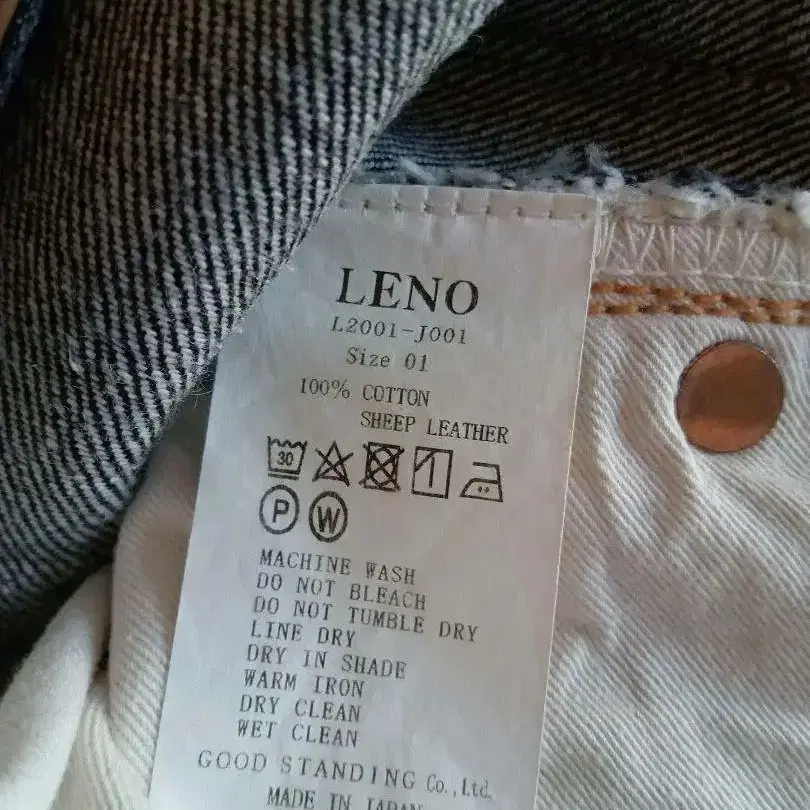 LENO
L2001-J001
Size 01
100% COTTON
SHEEP LEATHER
30
P W
MACHINE WASH
DO NOT BLEACH
DO NOT TUMBLE DRY
LINE DRY
DRY IN SHADE
WARM IRON
DRY CLEAN
WET CLEAN
GOOD STANDING Co.,Ltd.
MADE IN JAPAN